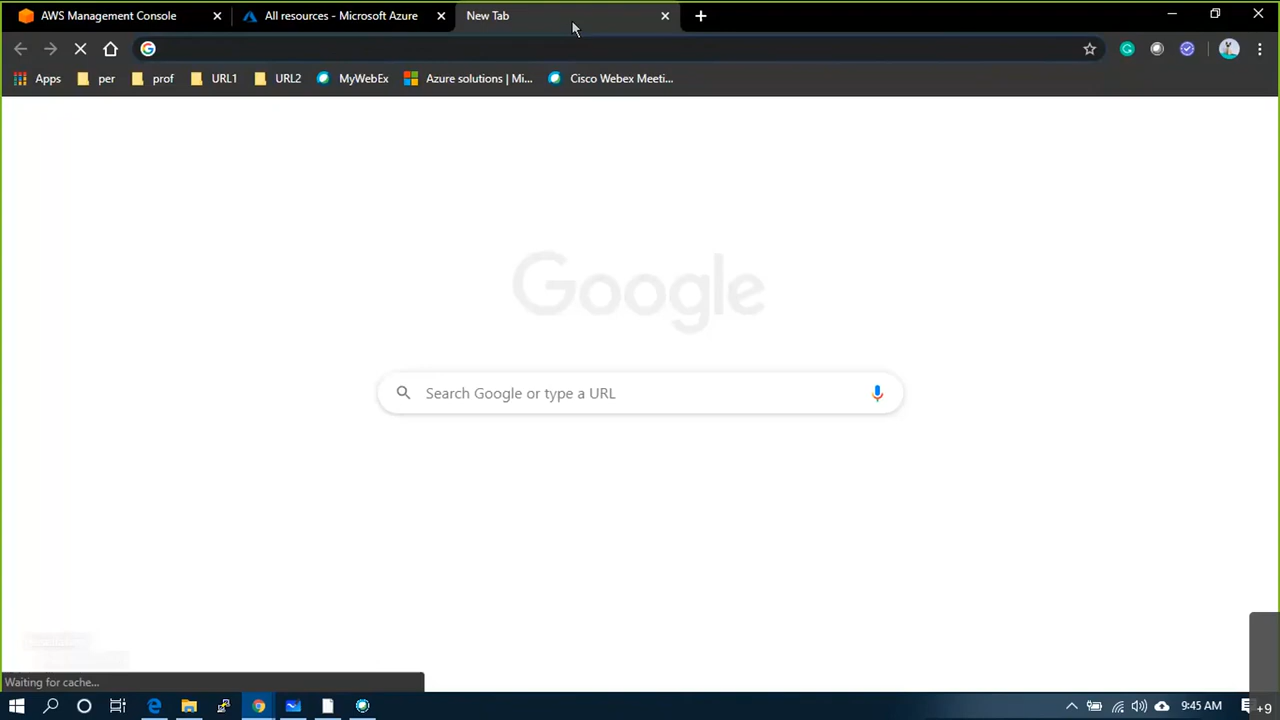 AWS Management Console
All resources - Microsoft Azure
New Tab
Apps
per
prof
URL1
URL2
MyWebEx
Azure solutions | Mi...
Cisco Webex Meeti...
Google
Search Google or type a URL
Waiting for cache...
9:45 AM
+9